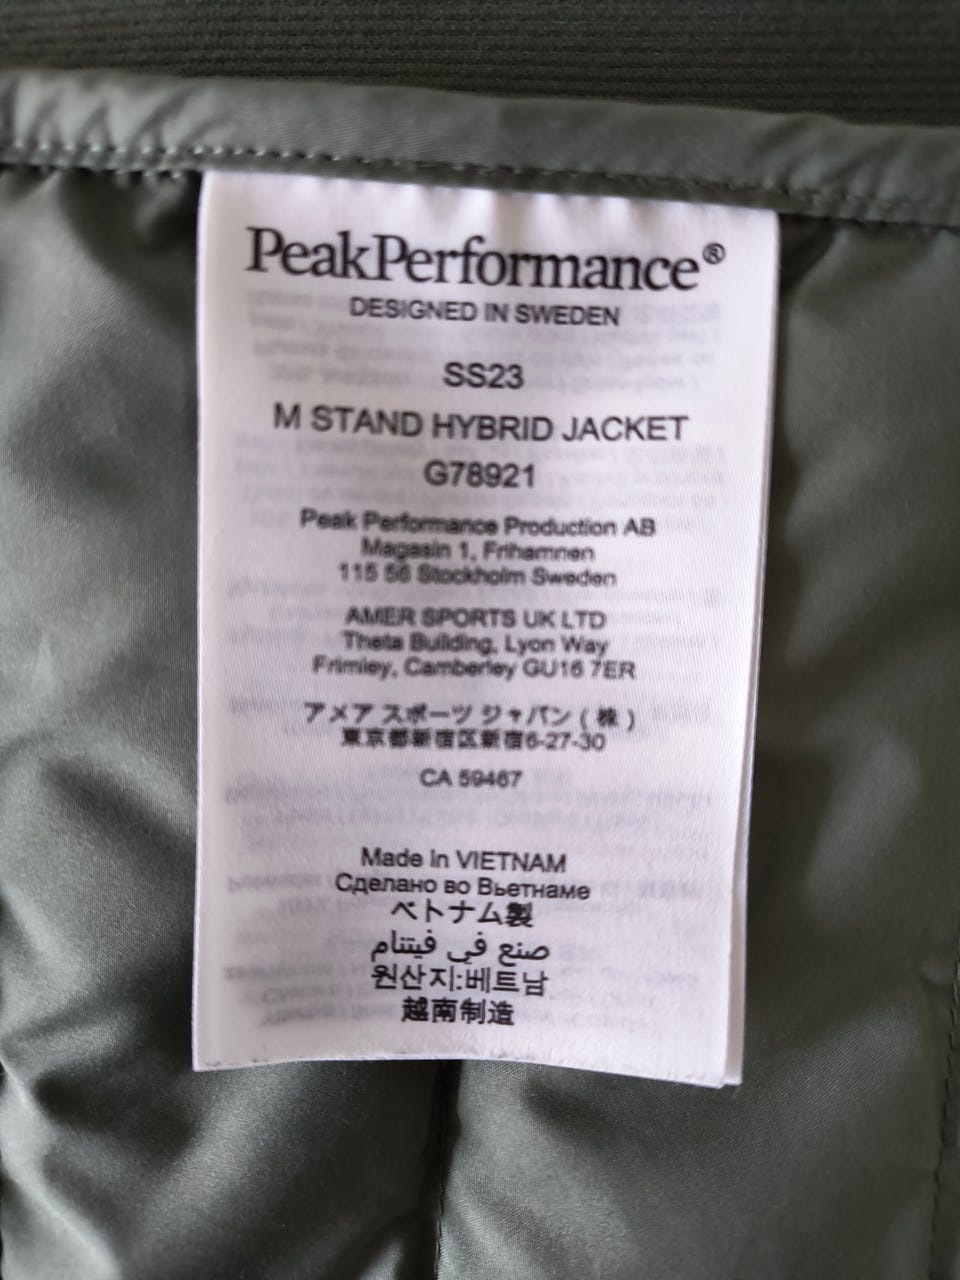 PeakPerformance®
DESIGNED IN SWEDEN
SS23
M STAND HYBRID JACKET
G78921
Peak Performance Production AB
Magasin 1, Frihamnen
115 56 Stockholm Sweden
AMER SPORTS UK LTD
Theta Building, Lyon Way
Frimley, Camberley GU16 7ER
アメア スポーツ ジャパン ( 株 )
東京都新宿区新宿6-27-30
CA 59467
Made in VIETNAM
Сделано во Вьетнаме
ベトナム製
صنع في فيتنام
원산지:베트남
越南制造